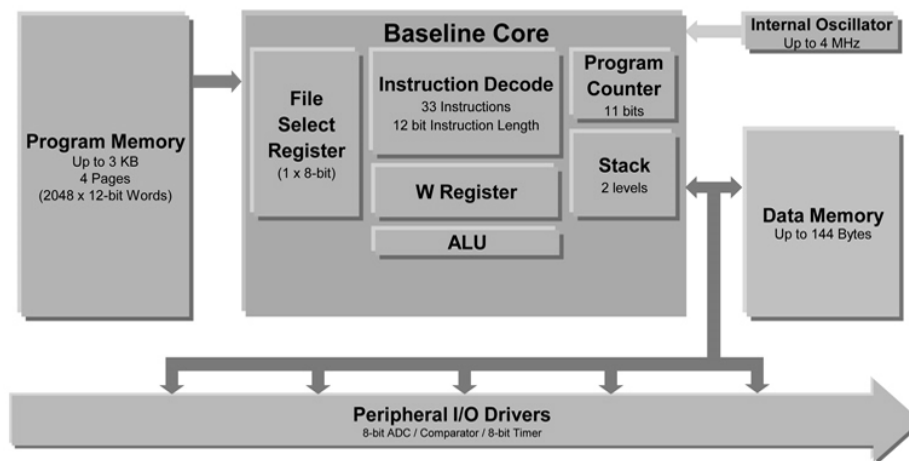 Program Memory
Up to 3 KB
4 Pages
(2048 x 12-bit Words)
Baseline Core
File
Select
Register
(1 x 8-bit)
Instruction Decode
33 Instructions
12 bit Instruction Length
W Register
ALU
Program
Counter
11 bits
Stack
2 levels
Internal Oscillator
Up to 4 MHz
Data Memory
Up to 144 Bytes
Peripheral I/O Drivers
8-bit ADC / Comparator / 8-bit Timer